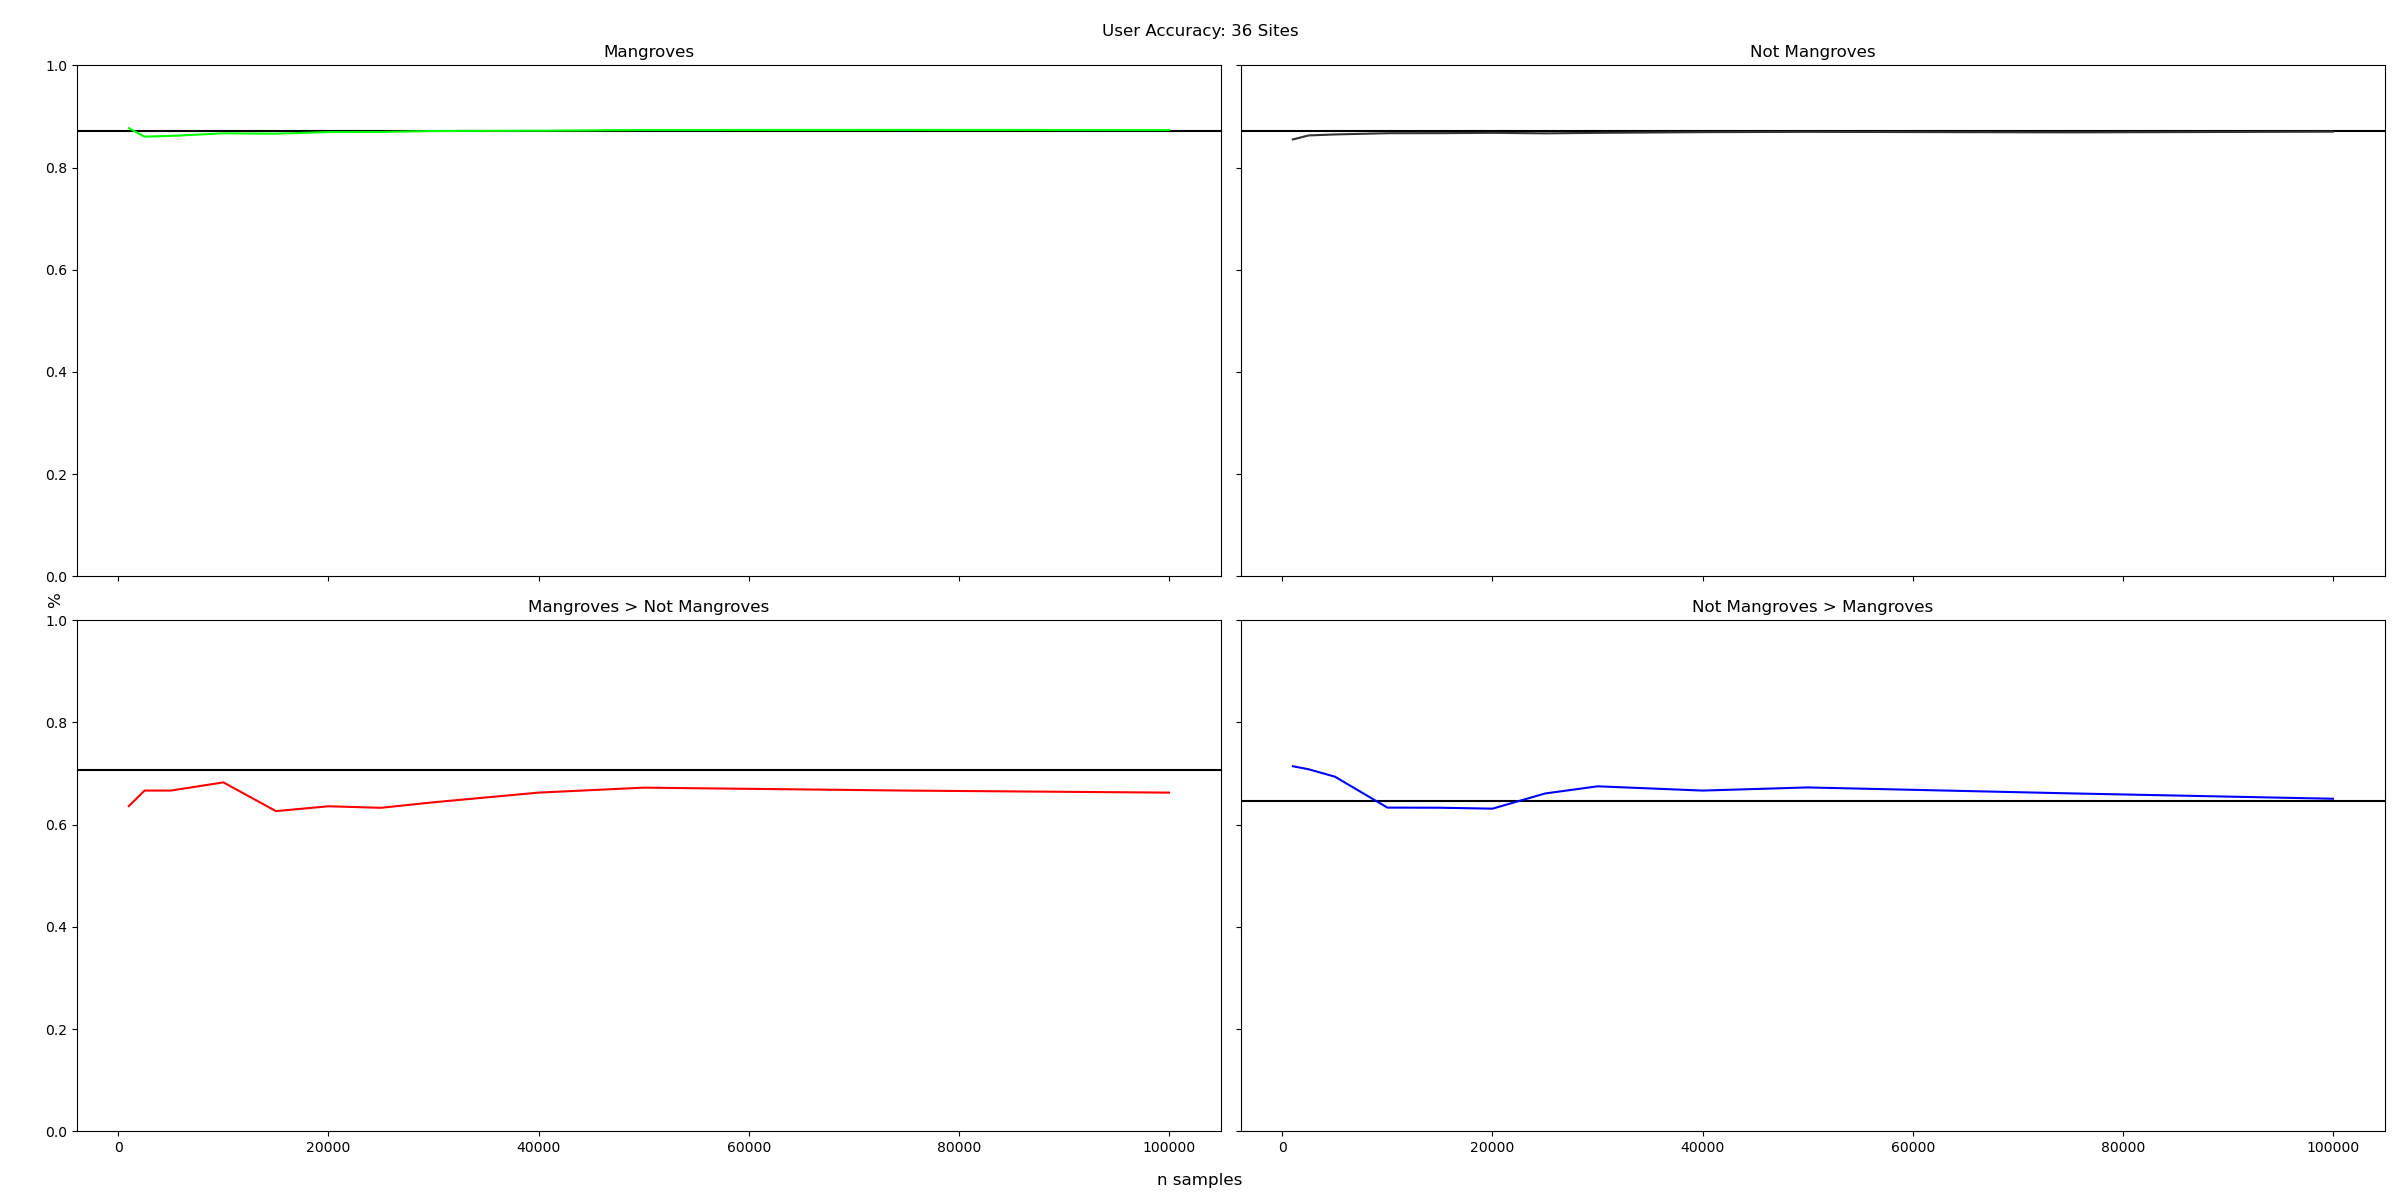 User Accuracy: 36 Sites
Mangroves
Not Mangroves
1.0
0.8
0.6
0.4
0.2
0.0
%
Mangroves > Not Mangroves
Not Mangroves > Mangroves
1.0
0.8
0.6
0.4
0.2
0.0
0 20000 40000 60000 80000 100000
0 20000 40000 60000 80000 100000
n samples